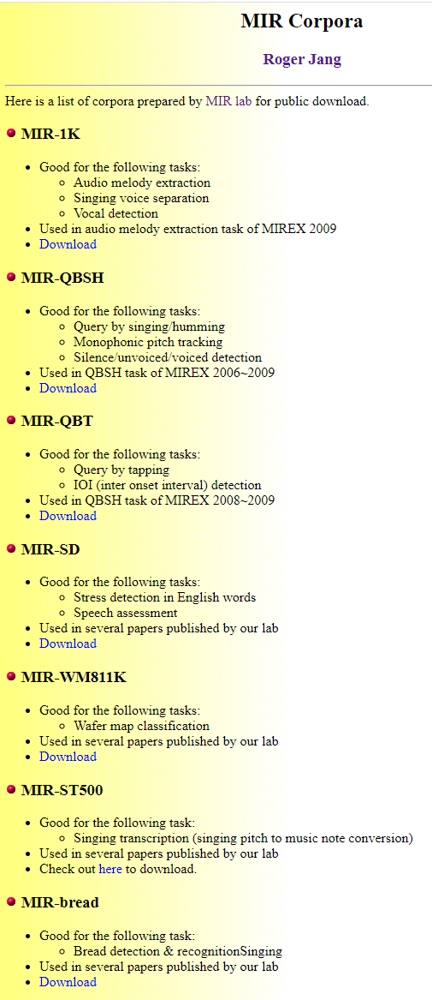 MIR Corpora
Roger Jang
Here is a list of corpora prepared by MIR lab for public download.
MIR-1K
Good for the following tasks:
Audio melody extraction
Singing voice separation
Vocal detection
Used in audio melody extraction task of MIREX 2009
Download
MIR-QBSH
Good for the following tasks:
Query by singing/humming
Monophonic pitch tracking
Silence/unvoiced/voiced detection
Used in QBSH task of MIREX 2006~2009
Download
MIR-QBT
Good for the following tasks:
Query by tapping
IOI (inter onset interval) detection
Used in QBSH task of MIREX 2008~2009
Download
MIR-SD
Good for the following tasks:
Stress detection in English words
Speech assessment
Used in several papers published by our lab
Download
MIR-WM811K
Good for the following tasks:
Wafer map classification
Used in several papers published by our lab
Download
MIR-ST500
Good for the following task:
Singing transcription (singing pitch to music note conversion)
Used in several papers published by our lab
Check out here to download.
MIR-bread
Good for the following task:
Bread detection & recognitionSinging
Used in several papers published by our lab
Download